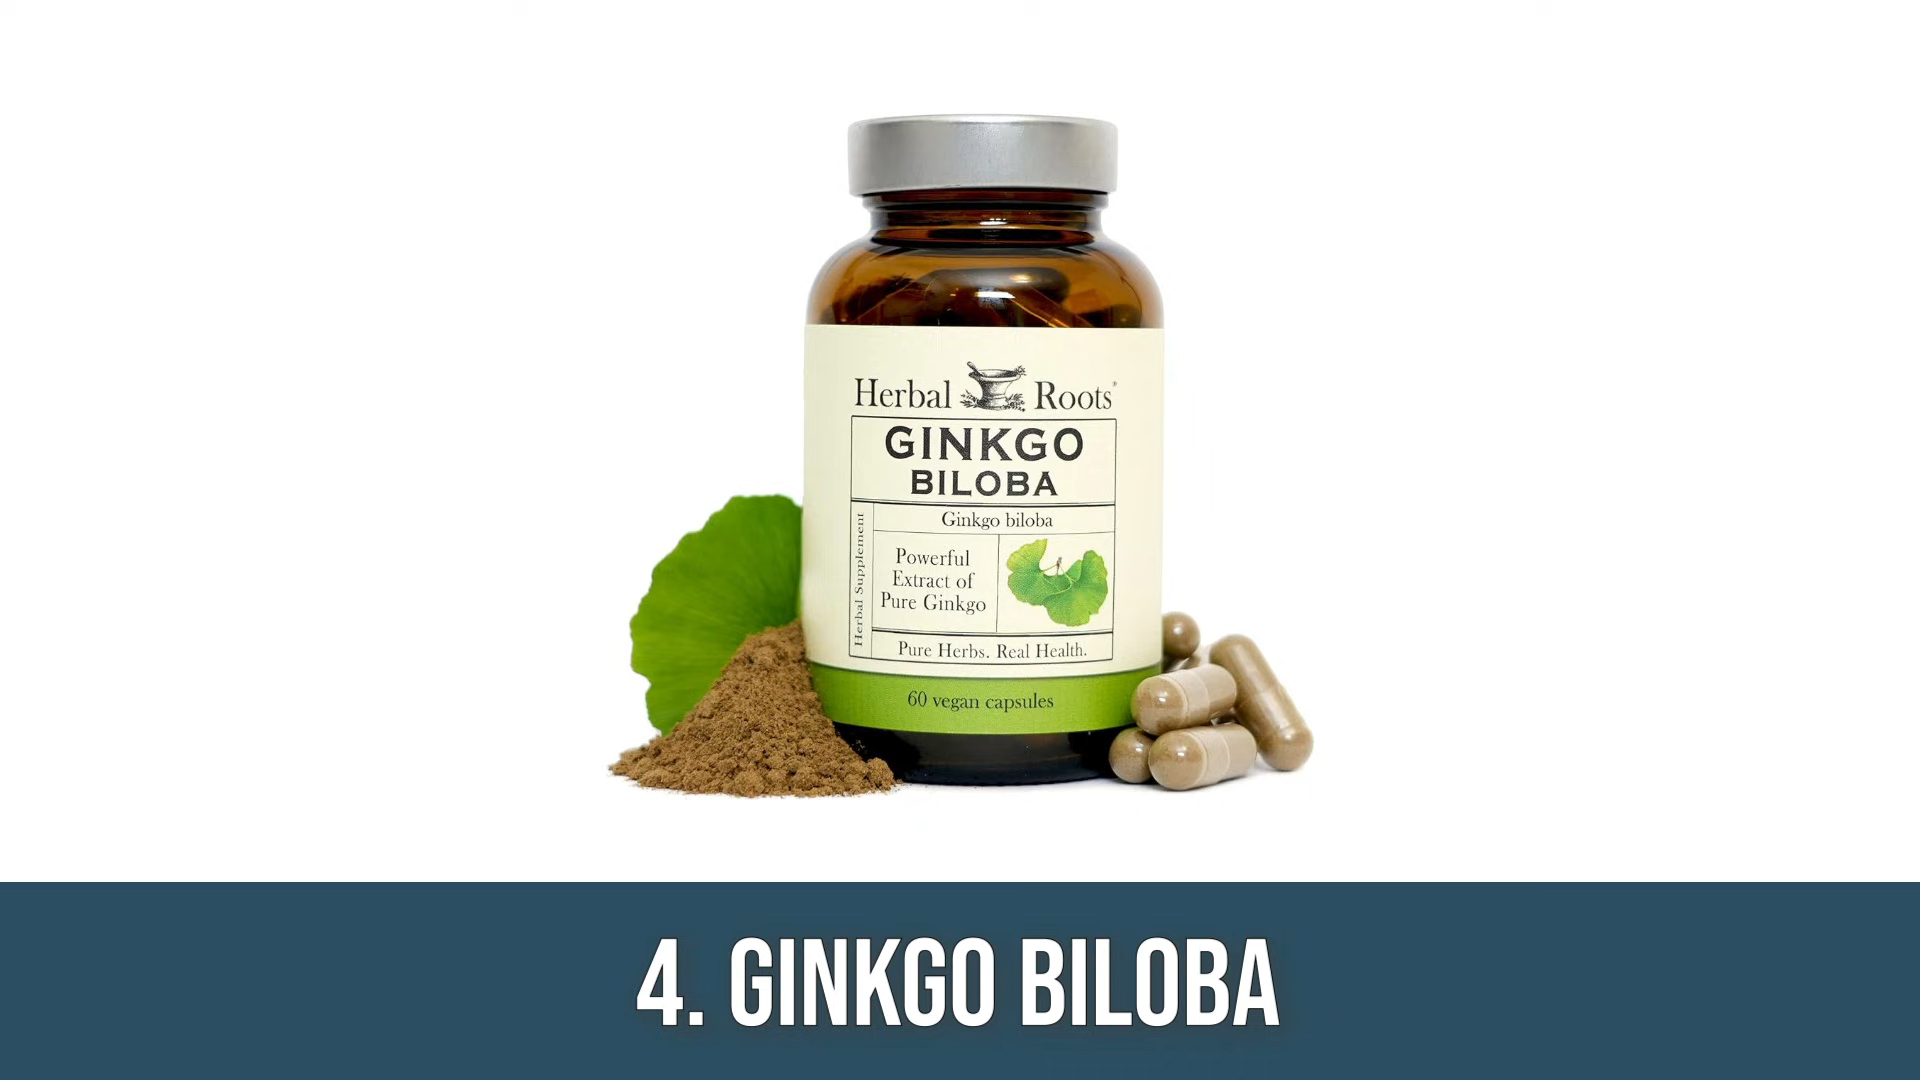 Herbal Roots®
GINKGO
BILOBA
Ginkgo biloba
Herbal Supplement
Powerful
Extract of
Pure Ginkgo
Pure Herbs. Real Health.
60 vegan capsules
4. GINKGO BILOBA